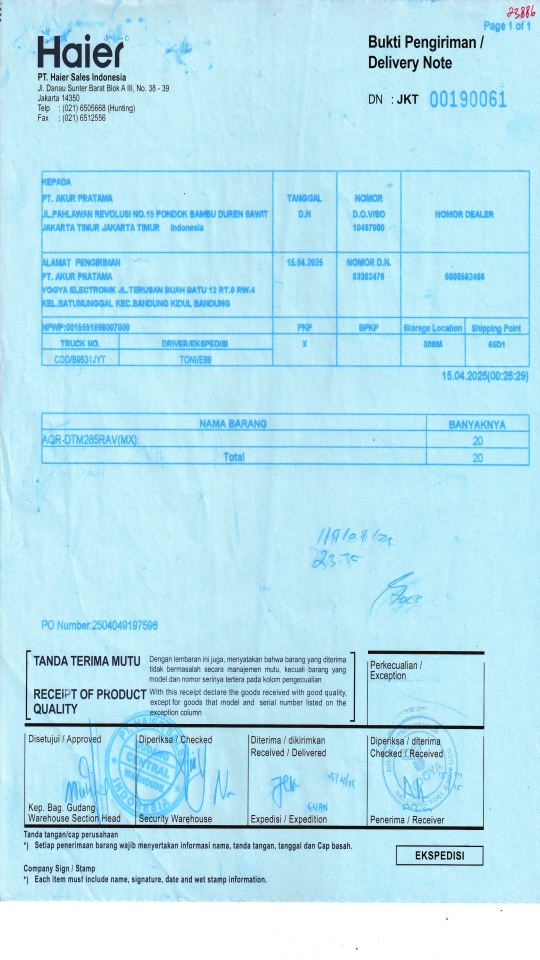 23886
Page 1 of 1
Haier
Bukti Pengiriman /
Delivery Note
PT. Haier Sales Indonesia
Jl. Danau Sunter Barat Blok A III, No. 38 - 39
Jakarta 14350
Telp : (021) 6505668 (Hunting)
Fax : (021) 6512556
DN : JKT 00190061
KEPADA
PT. AKUR PRATAMA
JL.PAHLAWAN REVOLUSI NO.15 PONDOK BAMBU DUREN SAWIT
JAKARTA TIMUR JAKARTA TIMUR Indonesia
TANGGAL
D.N
NOMOR
D.O.V/SO
10457900
NOMOR DEALER
ALAMAT PENGIRIMAN
PT. AKUR PRATAMA
YOGYA ELECTRONIK JL.TERUSAN BUAH BATU 12 RT.6 RW.4
KEL.BATUNUNGGAL KEC.BANDUNG KIDUL BANDUNG
15.04.2025
NOMOR D.N.
83383479
NPWP:0015551898007000
PKP
BPKP
Storege Location
Shipping Point
TRUCK NO.
DRIVER/EKSPEDISI
X
COD/B9531JYT
TONI/E86
15.04.2025(00:25:29)
NAMA BARANG
BANYAKNYA
AQR-DTM285RAV(MX):
20
Total
20
PO Number:2504049197596
TANDA TERIMA MUTU
Dengan lembaran ini juga, menyatakan bahwa barang yang diterima
tidak bermasalah secara manajemen mutu, kecuali barang yang
model dan nomor serinya tertera pada kolom pengecualian
RECEIPT OF PRODUCT
QUALITY
With this receipt declare the goods received with good quality,
except for goods that model and serial number listed on the
exception column
Perkecualian /
Exception
Disetujui / Approved
Diperiksa / Checked
Diterima / dikirimkan
Received / Delivered
Diperiksa / diterima
Checked / Received
CENTRAL
WAREHOUSE
INDONESIA
15/4/25
EVAN
Kep. Bag. Gudang
Warehouse Section Head
Security Warehouse
Expedisi / Expedition
Penerima / Receiver
Tanda tangan/cap perusahaan
*) Setiap penerimaan barang wajib menyertakan informasi nama, tanda tangan, tanggal dan Cap basah.
EKSPEDISI
Company Sign / Stamp
*) Each item must include name, signature, date and wet stamp information.